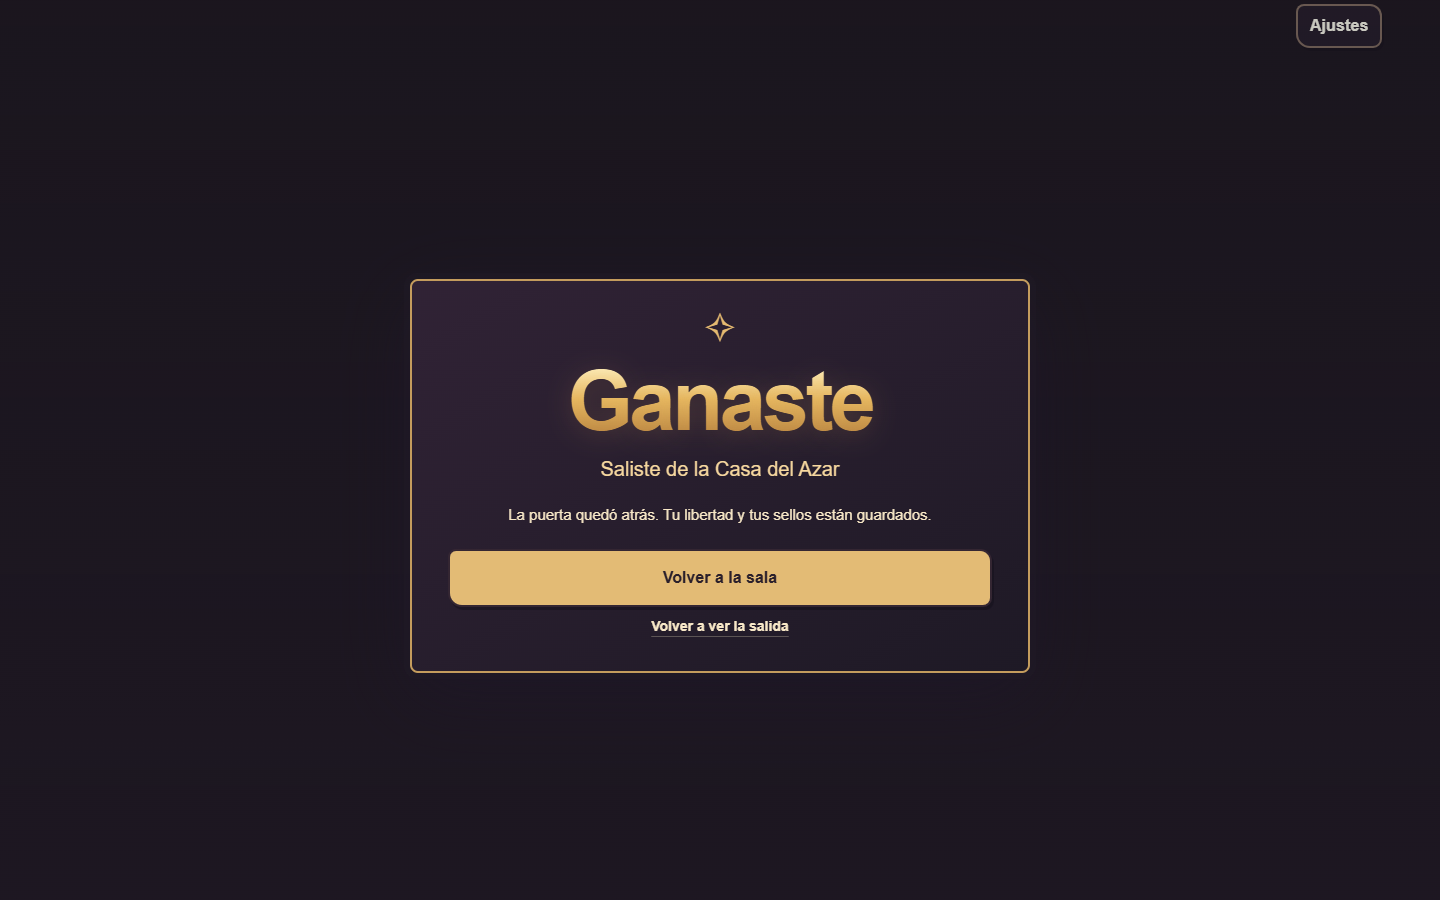 Ajustes
Ganaste
Saliste de la Casa del Azar
La puerta quedó atrás. Tu libertad y tus sellos están guardados.
Volver a la sala
Volver a ver la salida